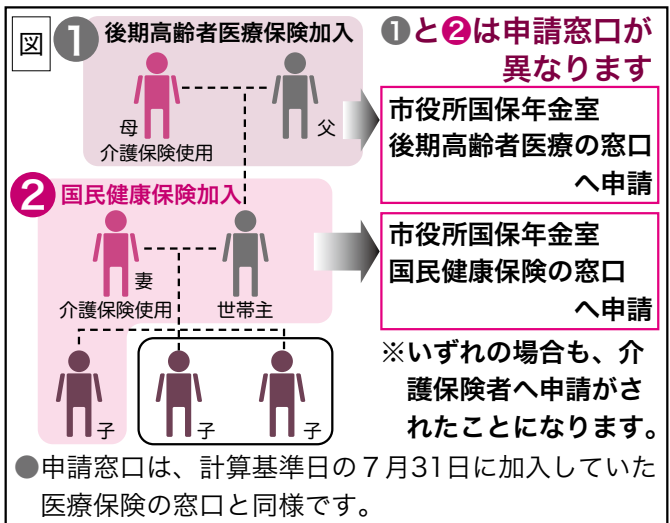 図
❶ 後期高齢者医療保険加入
母
介護保険使用
父
❶と❷は申請窓口が
異なります
市役所国保年金室
後期高齢者医療の窓口
へ申請
❷ 国民健康保険加入
妻
介護保険使用
世帯主
子
子
子
市役所国保年金室
国民健康保険の窓口
へ申請
※いずれの場合も、介
護保険者へ申請がさ
れたことになります。
●申請窓口は、計算基準日の7月31日に加入していた
医療保険の窓口と同様です。